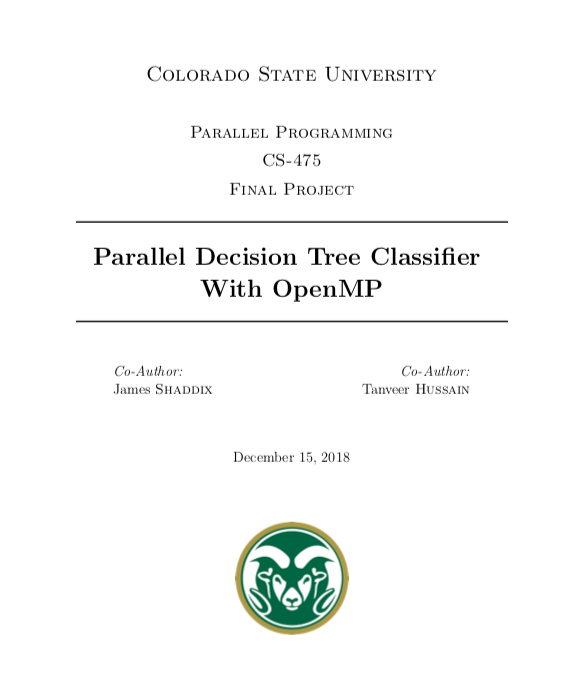 Colorado State University
Parallel Programming
CS-475
Final Project
Parallel Decision Tree Classifier
With OpenMP
Co-Author:
James Shaddix
Co-Author:
Tanveer Hussain
December 15, 2018